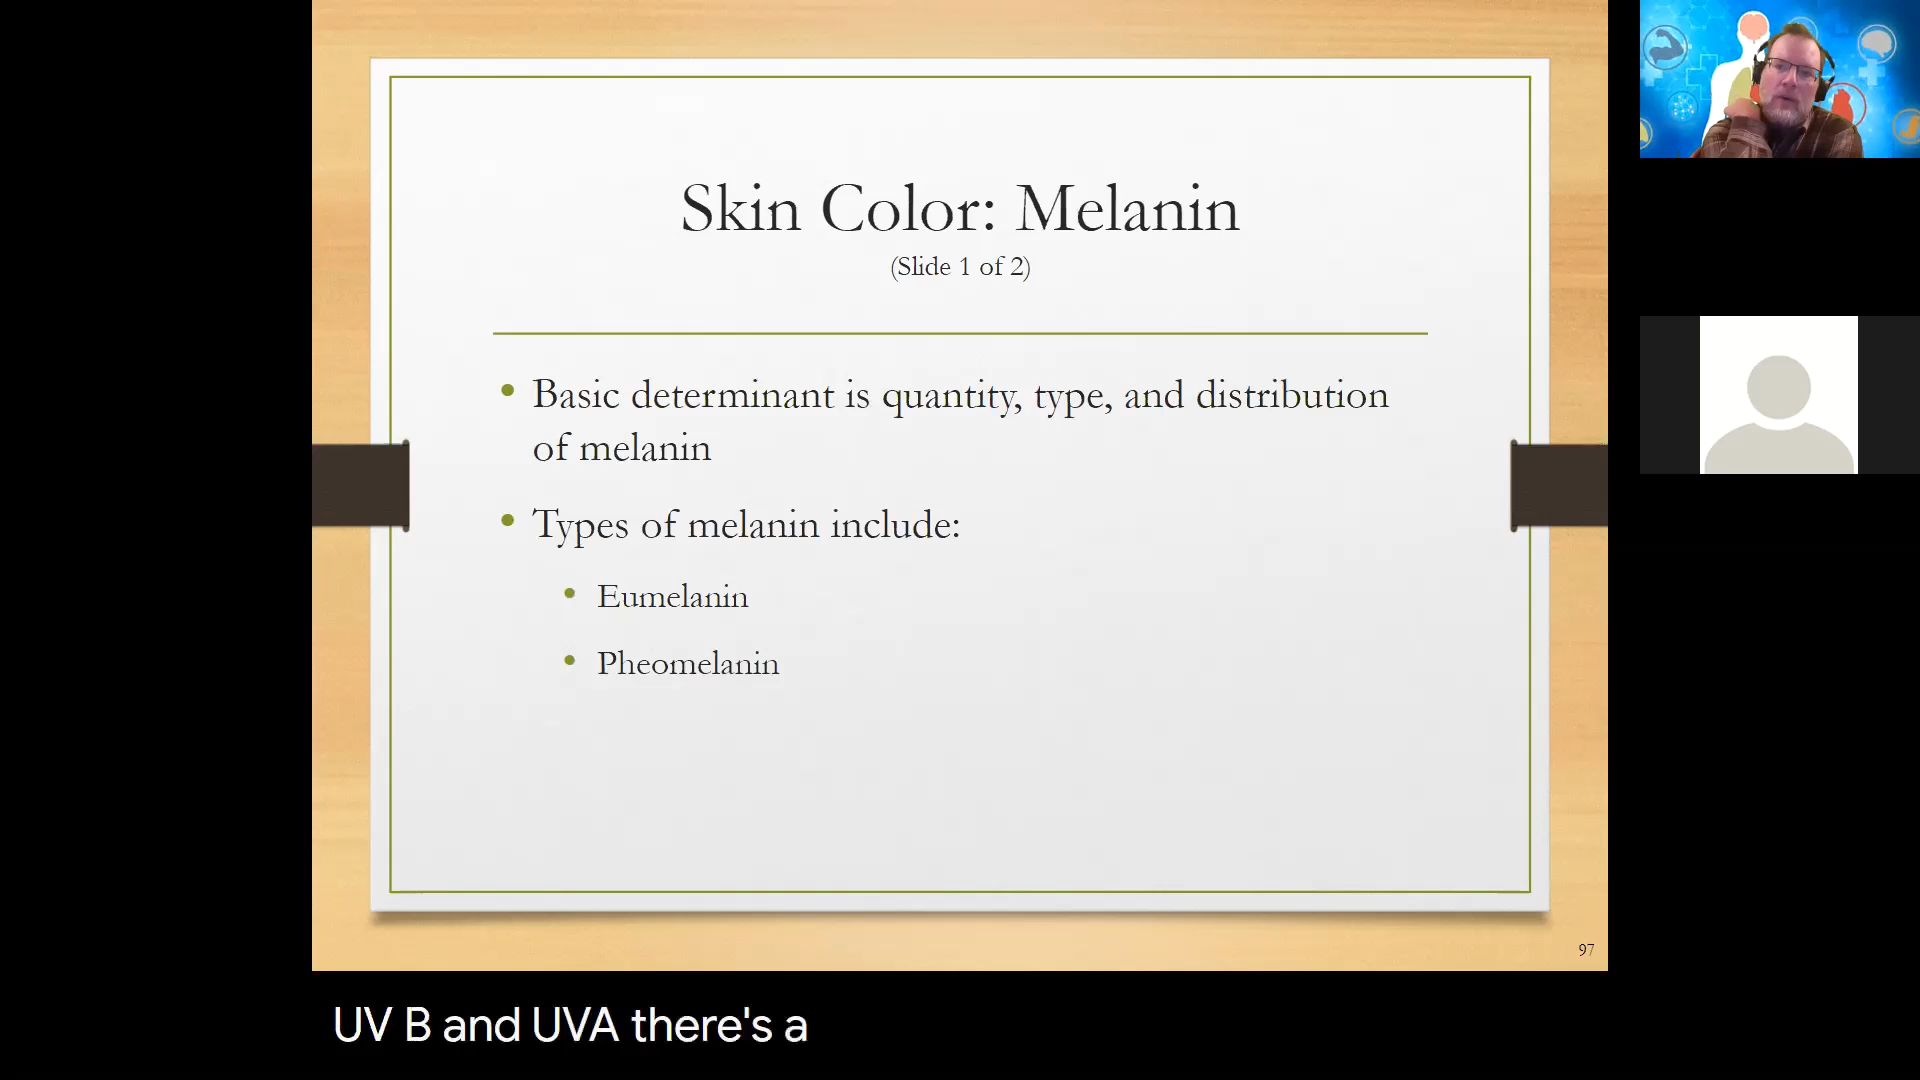 Skin Color: Melanin
(Slide 1 of 2)
• Basic determinant is quantity, type, and distribution
of melanin
• Types of melanin include:
• Eumelanin
• Pheomelanin
97
UV B and UVA there's a